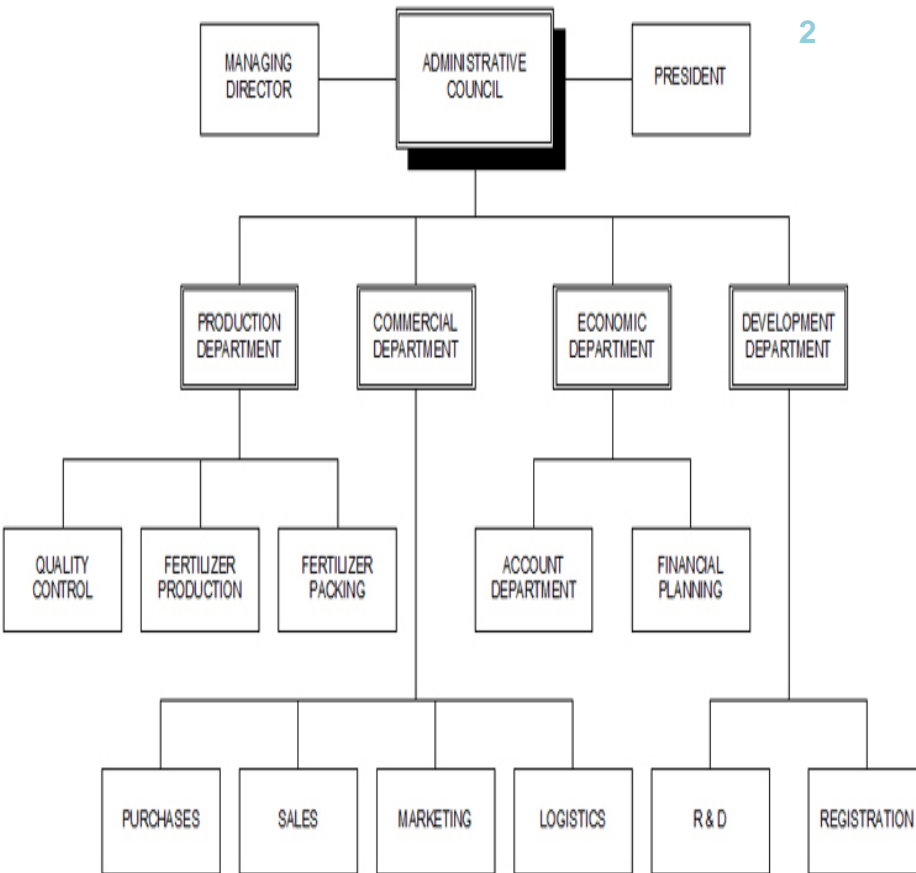 2
MANAGING
DIRECTOR
ADMINISTRATIVE
COUNCIL
PRESIDENT
PRODUCTION
DEPARTMENT
COMMERCIAL
DEPARTMENT
ECONOMIC
DEPARTMENT
DEVELOPMENT
DEPARTMENT
QUALITY
CONTROL
FERTILIZER
PRODUCTION
FERTILIZER
PACKING
ACCOUNT
DEPARTMENT
FINANCIAL
PLANNING
PURCHASES
SALES
MARKETING
LOGISTICS
R & D
REGISTRATION